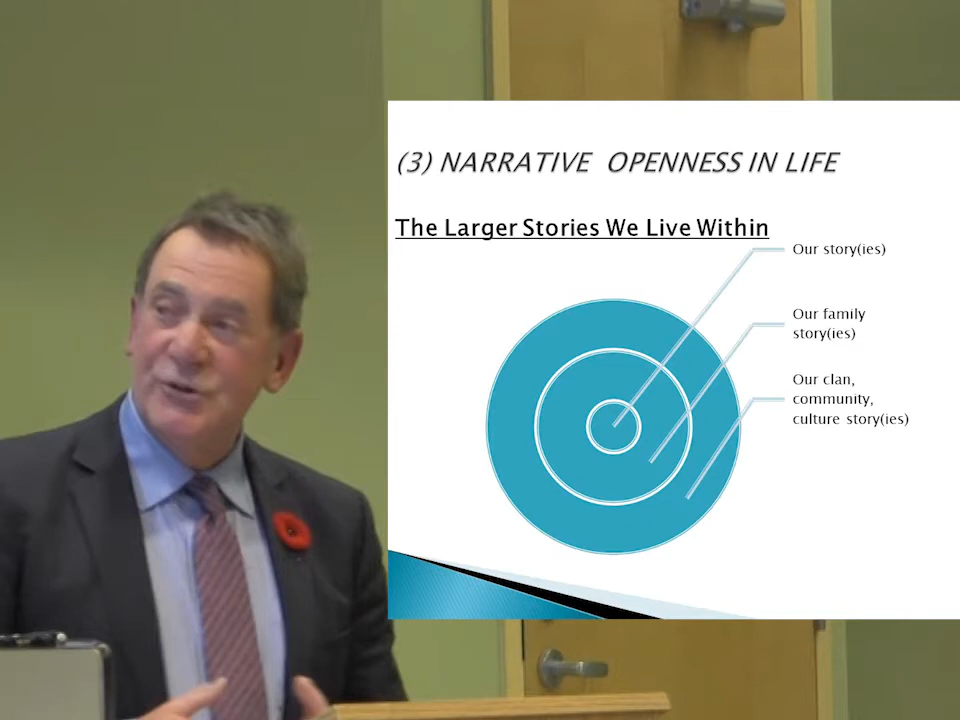 (3) NARRATIVE OPENNESS IN LIFE
The Larger Stories We Live Within
Our story(ies)
Our family
story(ies)
Our clan,
community,
culture story(ies)